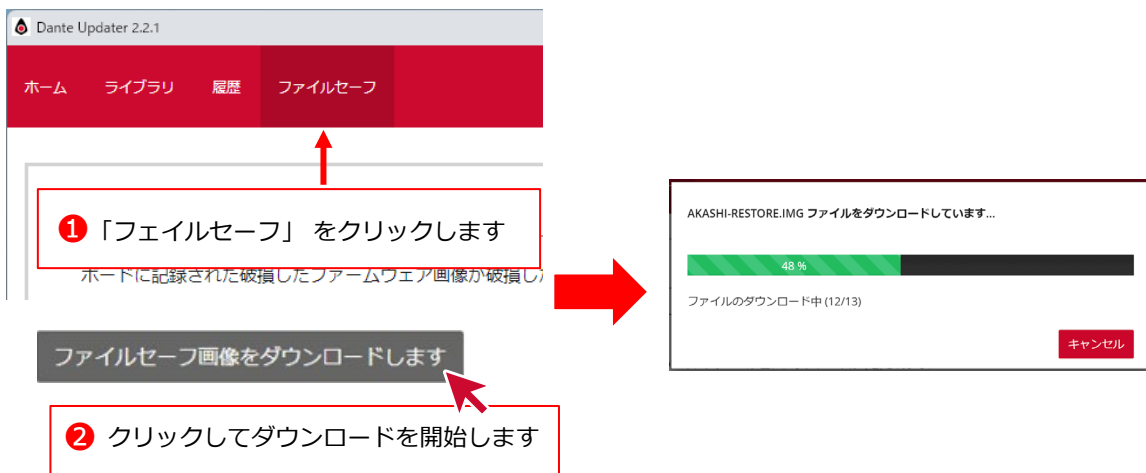 Dante Updater 2.2.1
ホーム ライブラリ 履歴 ファイルセーフ
❶「フェイルセーフ」 をクリックします
ボードに記録された破損したファームウェア画像が破損し
ファイルセーフ画像をダウンロードします
❷ クリックしてダウンロードを開始します
AKASHI-RESTORE.IMG ファイルをダウンロードしています...
48 %
ファイルのダウンロード中 (12/13)
キャンセル